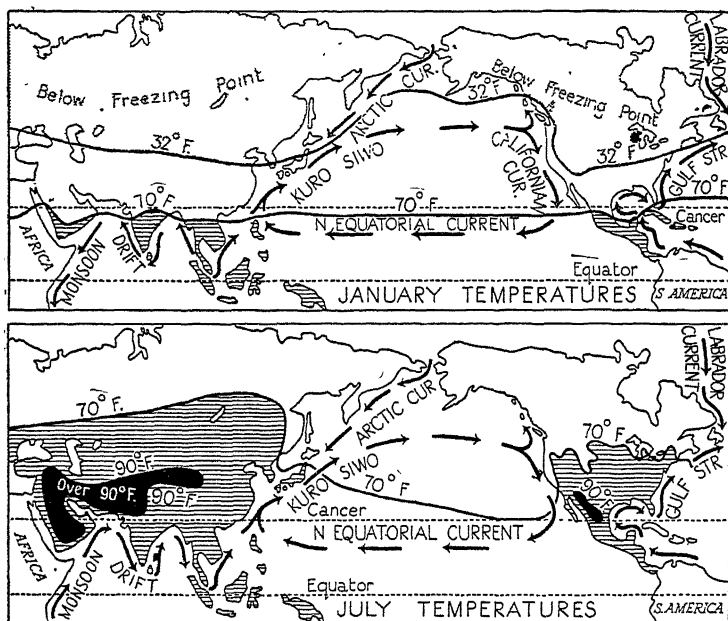 LABRADOR
CURRENT
Below Freezing Point
Below Freezing Point
ARCTIC CUR.
32° F.
32° F
32° F
KURO SIWO
CALIFORNIAN
CUR.
GULF STR.
70° F.
70° F
70° F
Cancer
N EQUATORIAL CURRENT
AFRICA
MONSOON
DRIFT
Equator
JANUARY TEMPERATURES
S. AMERICA
LABRADOR
CURRENT
70° F.
ARCTIC CUR
70° F.
90° F.
Over 90° F.
90° F.
KURO SIWO
70° F
90° F.
GULF STR
Cancer
N EQUATORIAL CURRENT
AFRICA
MONSOON
DRIFT
Equator
JULY TEMPERATURES
S. AMERICA